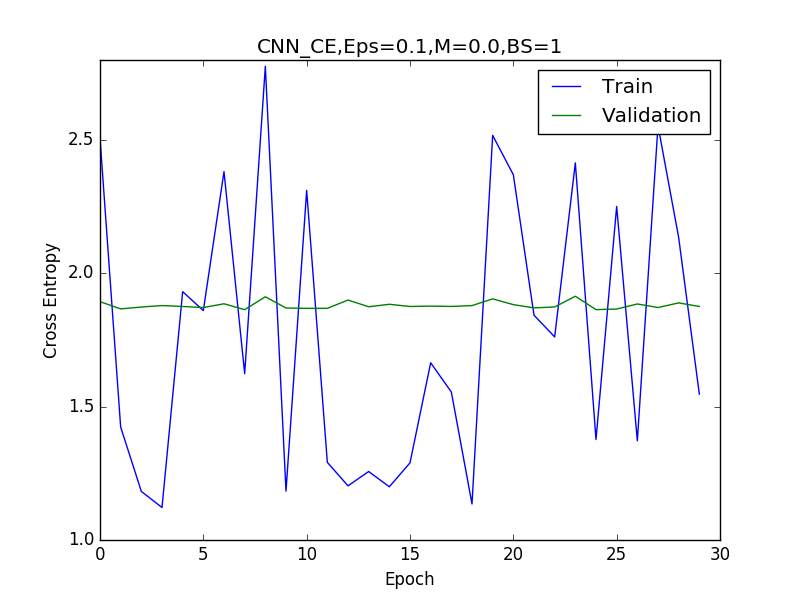 CNN_CE,Eps=0.1,M=0.0,BS=1
Train
Validation
2.5
2.0
1.5
1.0
Cross Entropy
0 5 10 15 20 25 30
Epoch